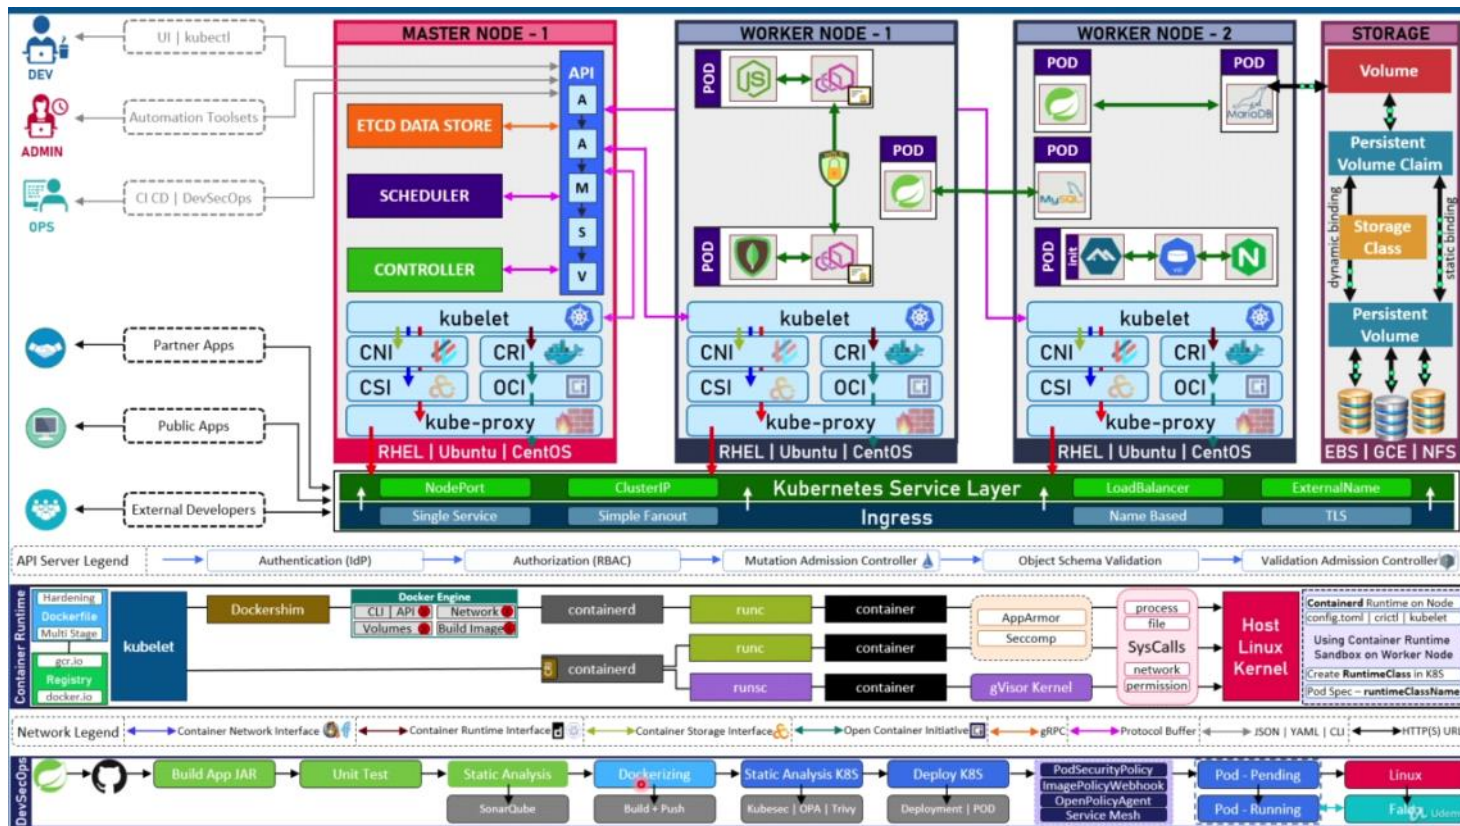 DEV
UI | kubectl
ADMIN
Automation Toolsets
OPS
CI CD | DevSecOps
Partner Apps
Public Apps
External Developers
MASTER NODE - 1
API
A
A
M
S
V
ETCD DATA STORE
SCHEDULER
CONTROLLER
kubelet
CNI
CRI
CSI
OCI
kube-proxy
RHEL | Ubuntu | CentOS
WORKER NODE - 1
POD
JS
POD
POD
kubelet
CNI
CRI
CSI
OCI
kube-proxy
RHEL | Ubuntu | CentOS
WORKER NODE - 2
POD
POD
MariaDB
POD
MySQL
POD
init
vol
N
kubelet
CNI
CRI
CSI
OCI
kube-proxy
RHEL | Ubuntu | CentOS
STORAGE
Volume
Persistent
Volume Claim
dynamic binding
Storage
Class
static binding
Persistent
Volume
EBS | GCE | NFS
NodePort
ClusterIP
Kubernetes Service Layer
LoadBalancer
ExternalName
Single Service
Simple Fanout
Ingress
Name Based
TLS
API Server Legend
Authentication (IdP)
Authorization (RBAC)
Mutation Admission Controller
Object Schema Validation
Validation Admission Controller
Container Runtime
Hardening
Dockerfile
Multi Stage
gcr.io
Registry
docker.io
kubelet
Dockershim
Docker Engine
CLI | API
Network
Volumes
Build Image
containerd
runc
container
containerd
runc
container
runsc
container
AppArmor
Seccomp
gVisor Kernel
process
file
SysCalls
network
permission
Host
Linux
Kernel
Containerd Runtime on Node
config.toml | crictl | kubelet
Using Container Runtime
Sandbox on Worker Node
Create RuntimeClass in K8S
Pod Spec – runtimeClassName
Network Legend
Container Network Interface
Container Runtime Interface
Container Storage Interface
Open Container Initiative
gRPC
Protocol Buffer
JSON | YAML | CLI
HTTP(S) URL
DevSecOps
Build App JAR
Unit Test
Static Analysis
SonarQube
Dockerizing
Build + Push
Static Analysis K8S
Kubesec | OPA | Trivy
Deploy K8S
Deployment | POD
PodSecurityPolicy
ImagePolicyWebhook
OpenPolicyAgent
Service Mesh
Pod - Pending
Pod - Running
Linux